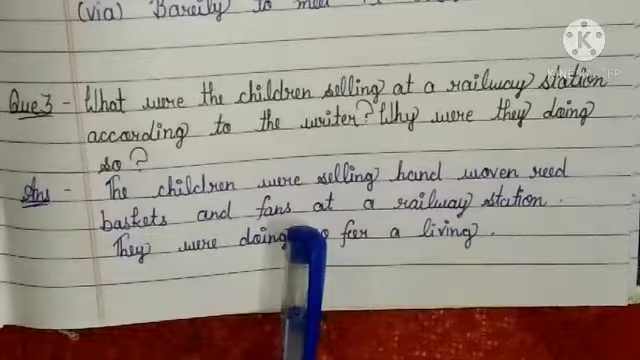 (via) Bareily to meet
KINEMASTER
Que 3 - What were the children selling at a railway station
according to the writer? Why were they doing
so?
Ans - The children were selling hand woven reed
baskets and fans at a railway station.
They were doing for a living.